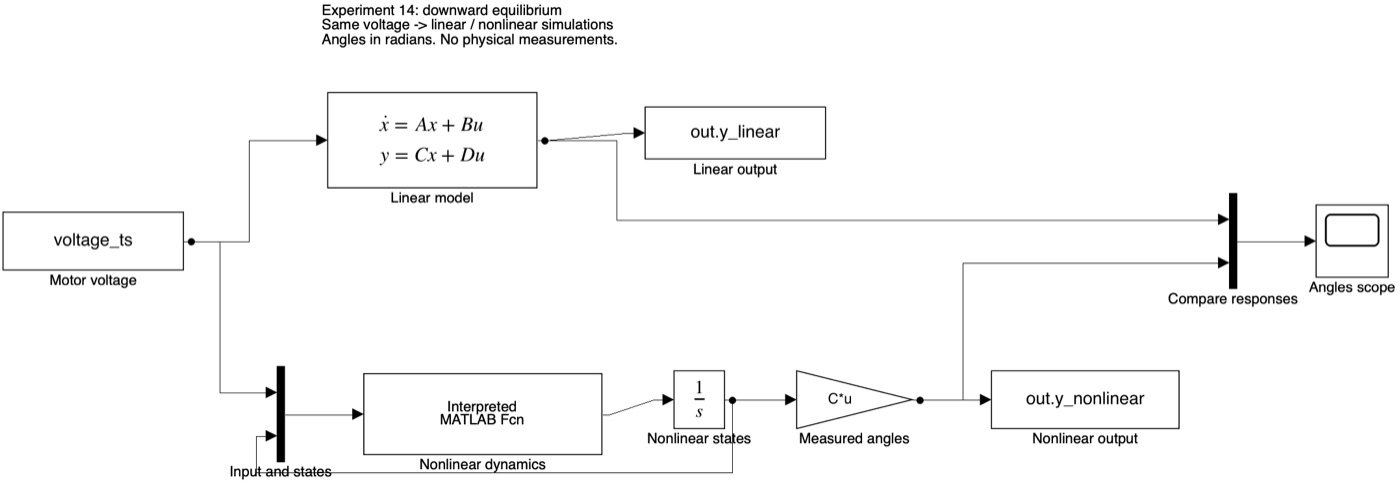 Experiment 14: downward equilibrium
Same voltage -> linear / nonlinear simulations
Angles in radians. No physical measurements.
ẋ = Ax + Bu
y = Cx + Du
Linear model
out.y_linear
Linear output
voltage_ts
Motor voltage
Compare responses
Angles scope
Input and states
Interpreted
MATLAB Fcn
Nonlinear dynamics
1
s
Nonlinear states
C*u
Measured angles
out.y_nonlinear
Nonlinear output